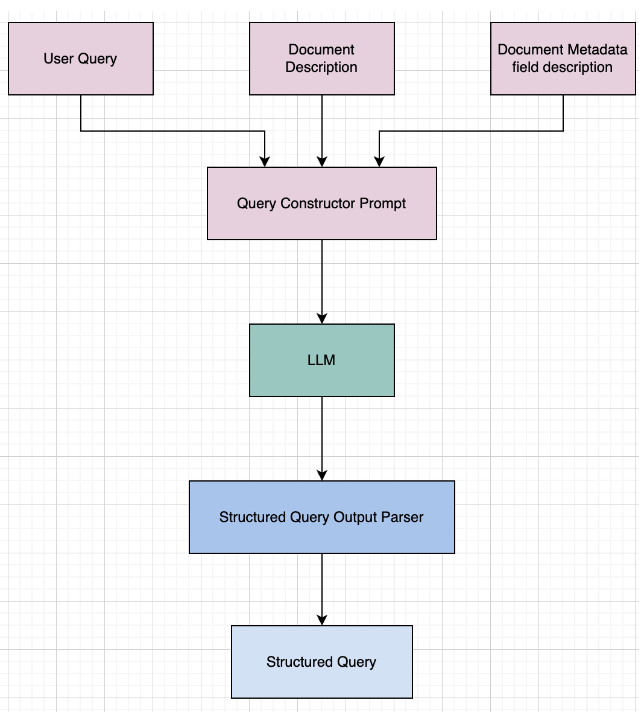 User Query
Document
Description
Document Metadata
field description
Query Constructor Prompt
LLM
Structured Query Output Parser
Structured Query